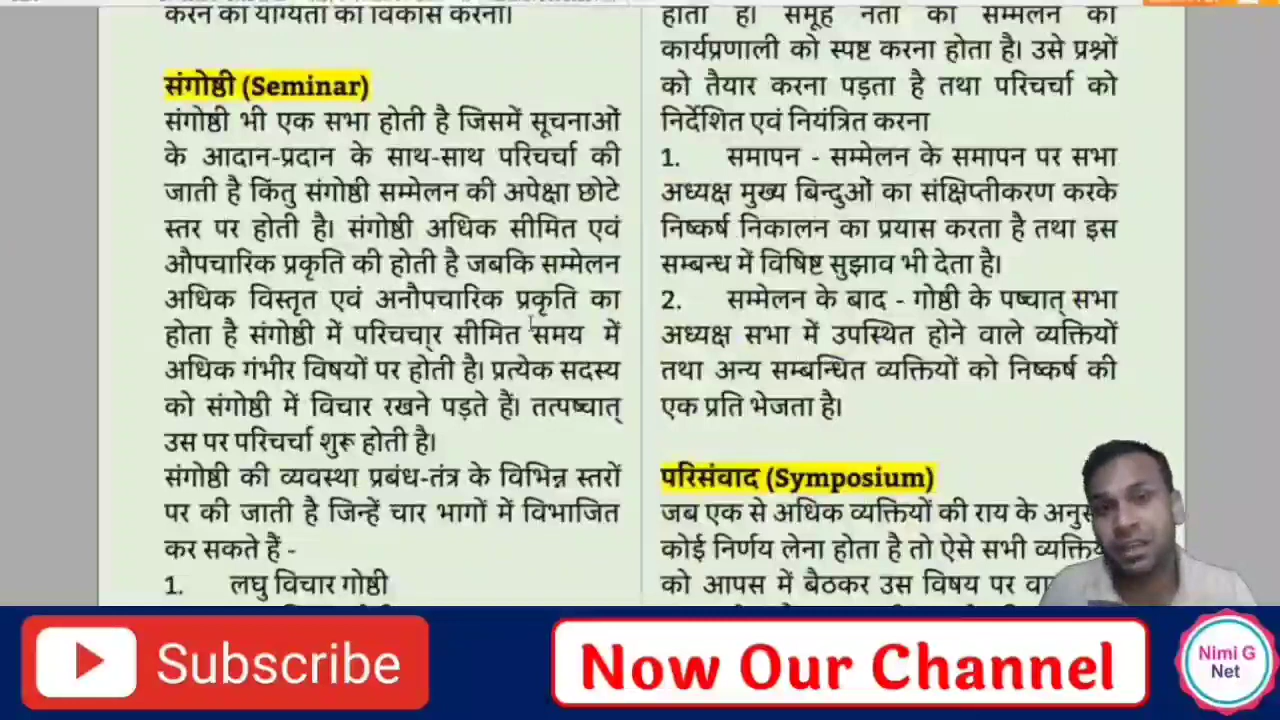 करने की योग्यता का विकास करना।
संगोष्ठी (Seminar)
संगोष्ठी भी एक सभा होती है जिसमें सूचनाओं
के आदान-प्रदान के साथ-साथ परिचर्चा की
जाती है किंतु संगोष्ठी सम्मेलन की अपेक्षा छोटे
स्तर पर होती है। संगोष्ठी अधिक सीमित एवं
औपचारिक प्रकृति की होती है जबकि सम्मेलन
अधिक विस्तृत एवं अनौपचारिक प्रकृति का
होता है संगोष्ठी में परिचचा्र सीमित समय में
अधिक गंभीर विषयों पर होती है। प्रत्येक सदस्य
को संगोष्ठी में विचार रखने पड़ते हैं। तत्पष्चात्
उस पर परिचर्चा शुरू होती है।
संगोष्ठी की व्यवस्था प्रबंध-तंत्र के विभिन्न स्तरों
पर की जाती है जिन्हें चार भागों में विभाजित
कर सकते हैं -
1. लघु विचार गोष्ठी
होता है। समूह नेता को सम्मेलन की
कार्यप्रणाली को स्पष्ट करना होता है। उसे प्रश्नों
को तैयार करना पड़ता है तथा परिचर्चा को
निर्देशित एवं नियंत्रित करना
1. समापन - सम्मेलन के समापन पर सभा
अध्यक्ष मुख्य बिन्दुओं का संक्षिप्तीकरण करके
निष्कर्ष निकालन का प्रयास करता है तथा इस
सम्बन्ध में विषिष्ट सुझाव भी देता है।
2. सम्मेलन के बाद - गोष्ठी के पष्चात् सभा
अध्यक्ष सभा में उपस्थित होने वाले व्यक्तियों
तथा अन्य सम्बन्धित व्यक्तियों को निष्कर्ष की
एक प्रति भेजता है।
परिसंवाद (Symposium)
जब एक से अधिक व्यक्तियों की राय के
कोई निर्णय लेना होता है तो ऐसे सभी
को आपस में बैठकर उस विषय पर
Subscribe
Now Our Channel
Nimi G
Net